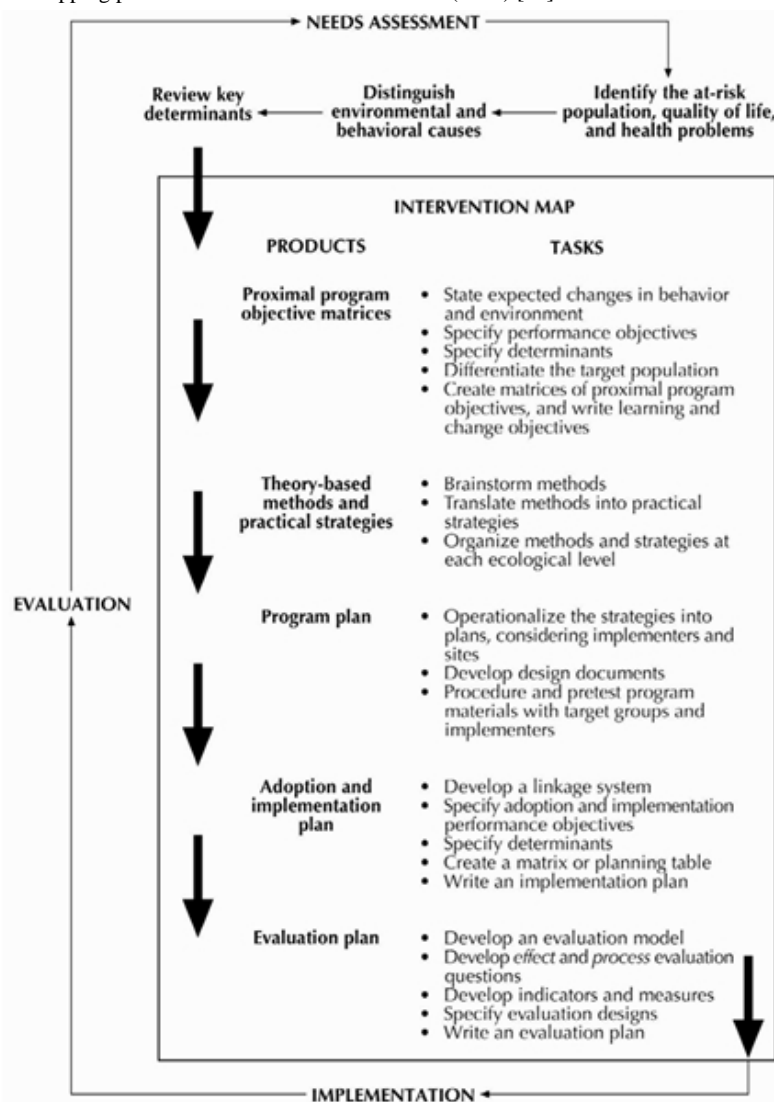 NEEDS ASSESSMENT
Review key
determinants
Distinguish
environmental and
behavioral causes
Identify the at-risk
population, quality of life,
and health problems
INTERVENTION MAP
PRODUCTS
TASKS
Proximal program
objective matrices
• State expected changes in behavior
and environment
• Specify performance objectives
• Specify determinants
• Differentiate the target population
• Create matrices of proximal program
objectives, and write learning and
change objectives
Theory-based
methods and
practical strategies
• Brainstorm methods
• Translate methods into practical
strategies
• Organize methods and strategies at
each ecological level
EVALUATION
Program plan
• Operationalize the strategies into
plans, considering implementers and
sites
• Develop design documents
• Procedure and pretest program
materials with target groups and
implementers
Adoption and
implementation
plan
• Develop a linkage system
• Specify adoption and implementation
performance objectives
• Specify determinants
• Create a matrix or planning table
• Write an implementation plan
Evaluation plan
• Develop an evaluation model
• Develop effect and process evaluation
questions
• Develop indicators and measures
• Specify evaluation designs
• Write an evaluation plan
IMPLEMENTATION